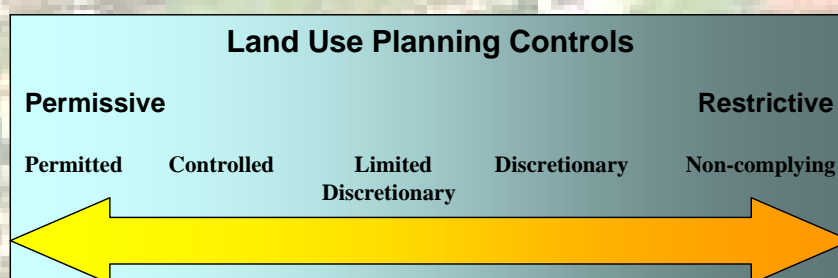 Land Use Planning Controls
Permissive Restrictive
Permitted Controlled Limited Discretionary Discretionary Non-complying